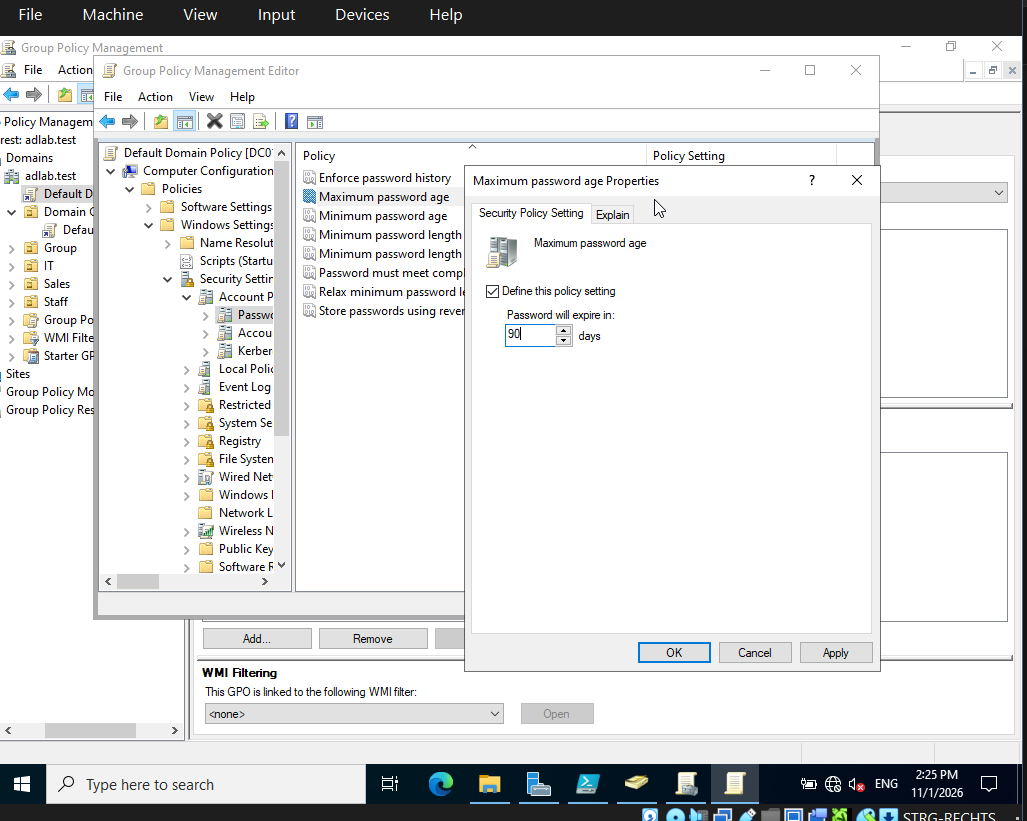 File Machine View Input Devices Help
Group Policy Management
File Action
Group Policy Management Editor
File Action View Help
Policy Managem
rest: adlab.test
Domains
adlab.test
Default D
Domain C
Defau
Group
IT
Sales
Staff
Group Po
WMI Filte
Starter GP
Sites
Group Policy Mo
Group Policy Res
Default Domain Policy [DC0
Computer Configuration
Policies
Software Settings
Windows Settings
Name Resolut
Scripts (Startu
Security Settin
Account P
Passwo
Accou
Kerber
Local Polic
Event Log
Restricted
System Se
Registry
File System
Wired Net
Windows
Network L
Wireless N
Public Key
Software R
Policy Policy Setting
Enforce password history
Maximum password age
Minimum password age
Minimum password length
Minimum password length
Password must meet compl
Relax minimum password le
Store passwords using rever
Maximum password age Properties ?
Security Policy Setting Explain
Maximum password age
Define this policy setting
Password will expire in:
90 days
OK Cancel Apply
Add... Remove
WMI Filtering
This GPO is linked to the following WMI filter:
<none> Open
Type here to search
ENG
2:25 PM
11/1/2026
STRG-RECHTS